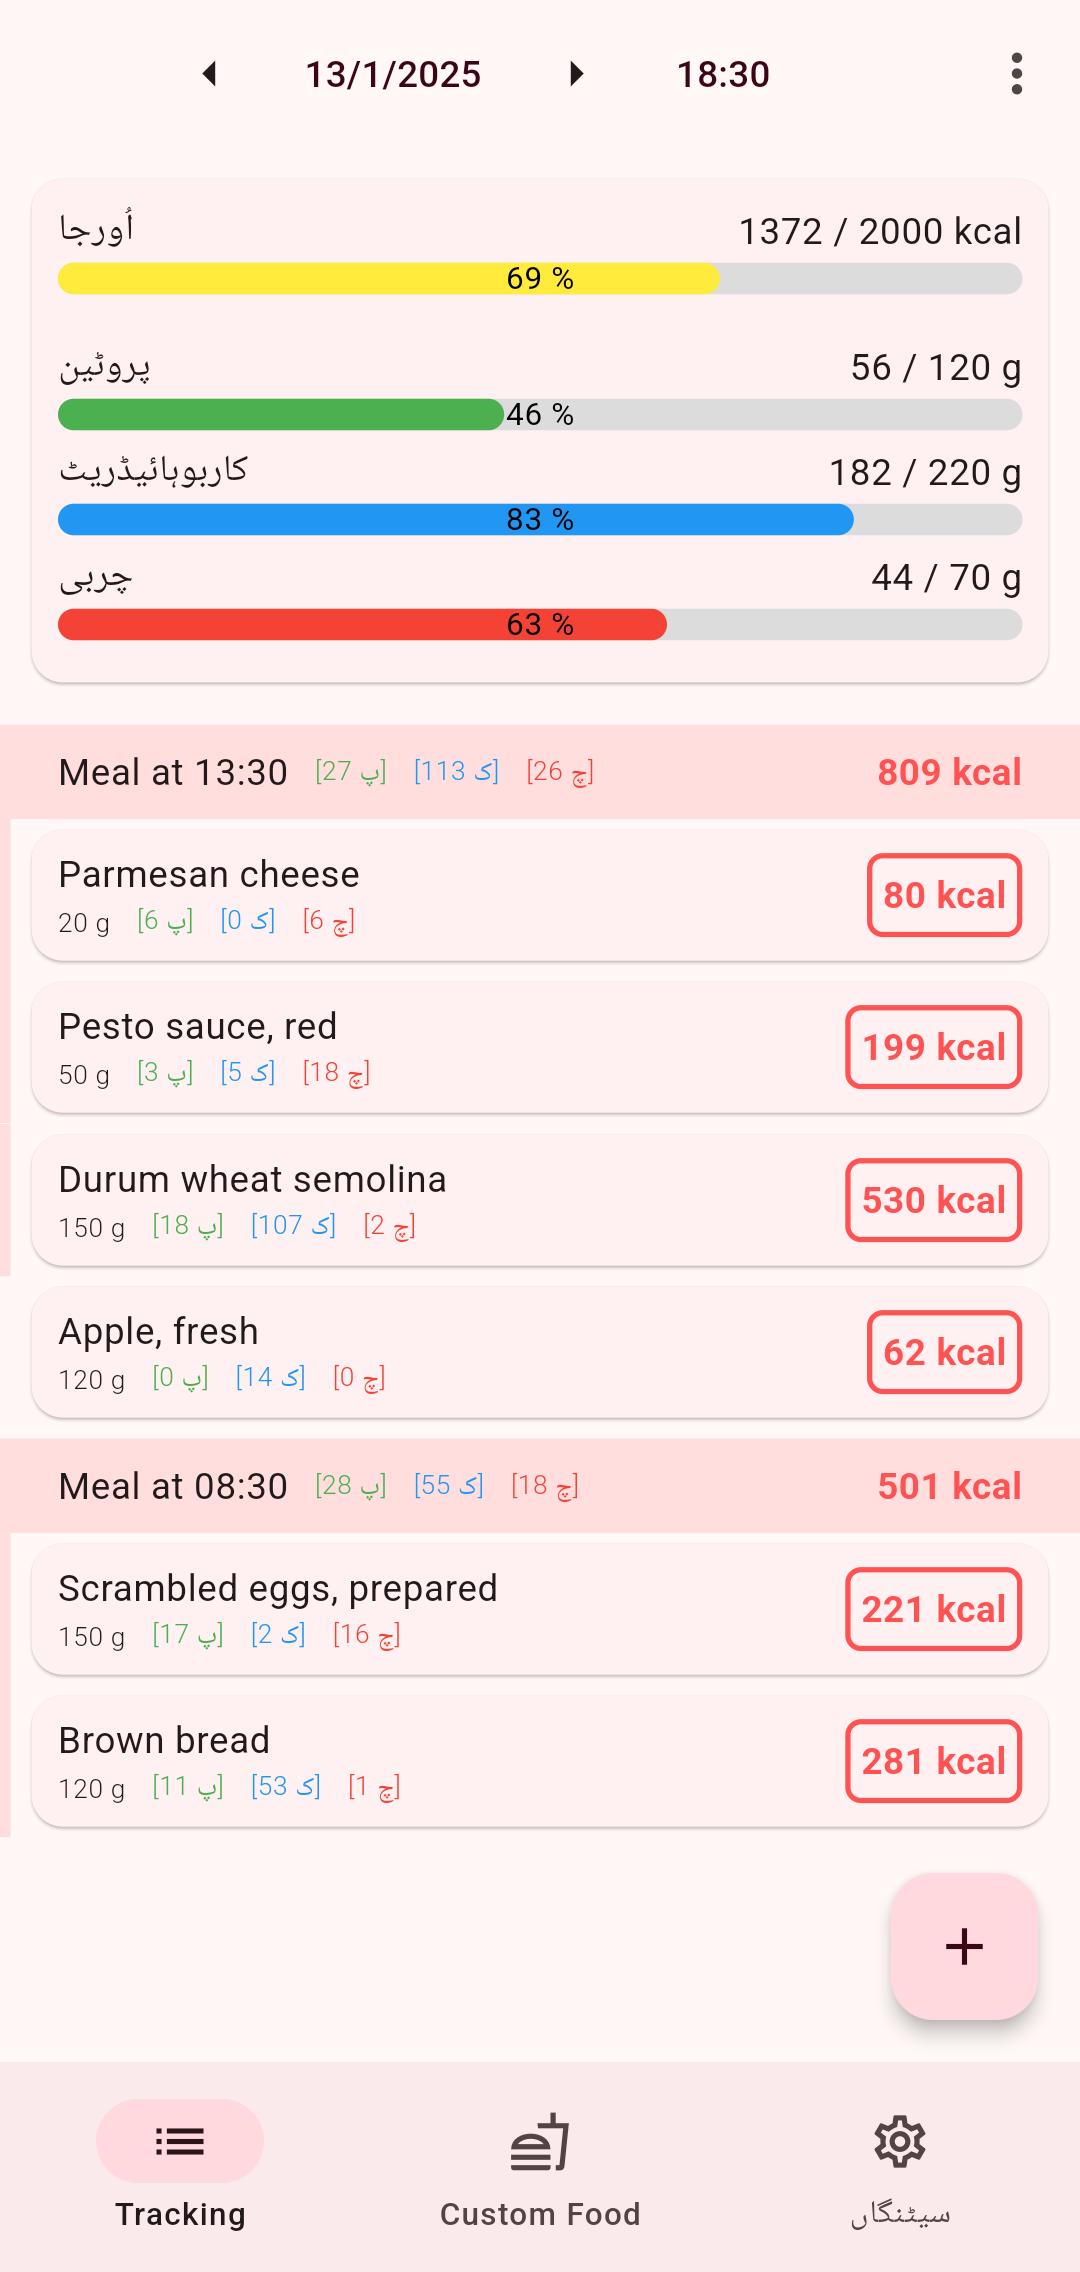 13/1/2025 18:30
اُورجا 1372 / 2000 kcal
69 %
پروٹین 56 / 120 g
46 %
کاربوہائیڈریٹ 182 / 220 g
83 %
چربی 44 / 70 g
63 %
Meal at 13:30 [27 پ] [113 ک] [26 چ] 809 kcal
Parmesan cheese
20 g [6 پ] [0 ک] [6 چ] 80 kcal
Pesto sauce, red
50 g [3 پ] [5 ک] [18 چ] 199 kcal
Durum wheat semolina
150 g [18 پ] [107 ک] [2 چ] 530 kcal
Apple, fresh
120 g [0 پ] [14 ک] [0 چ] 62 kcal
Meal at 08:30 [28 پ] [55 ک] [18 چ] 501 kcal
Scrambled eggs, prepared
150 g [17 پ] [2 ک] [16 چ] 221 kcal
Brown bread
120 g [11 پ] [53 ک] [1 چ] 281 kcal
Tracking Custom Food سیٹنگاں